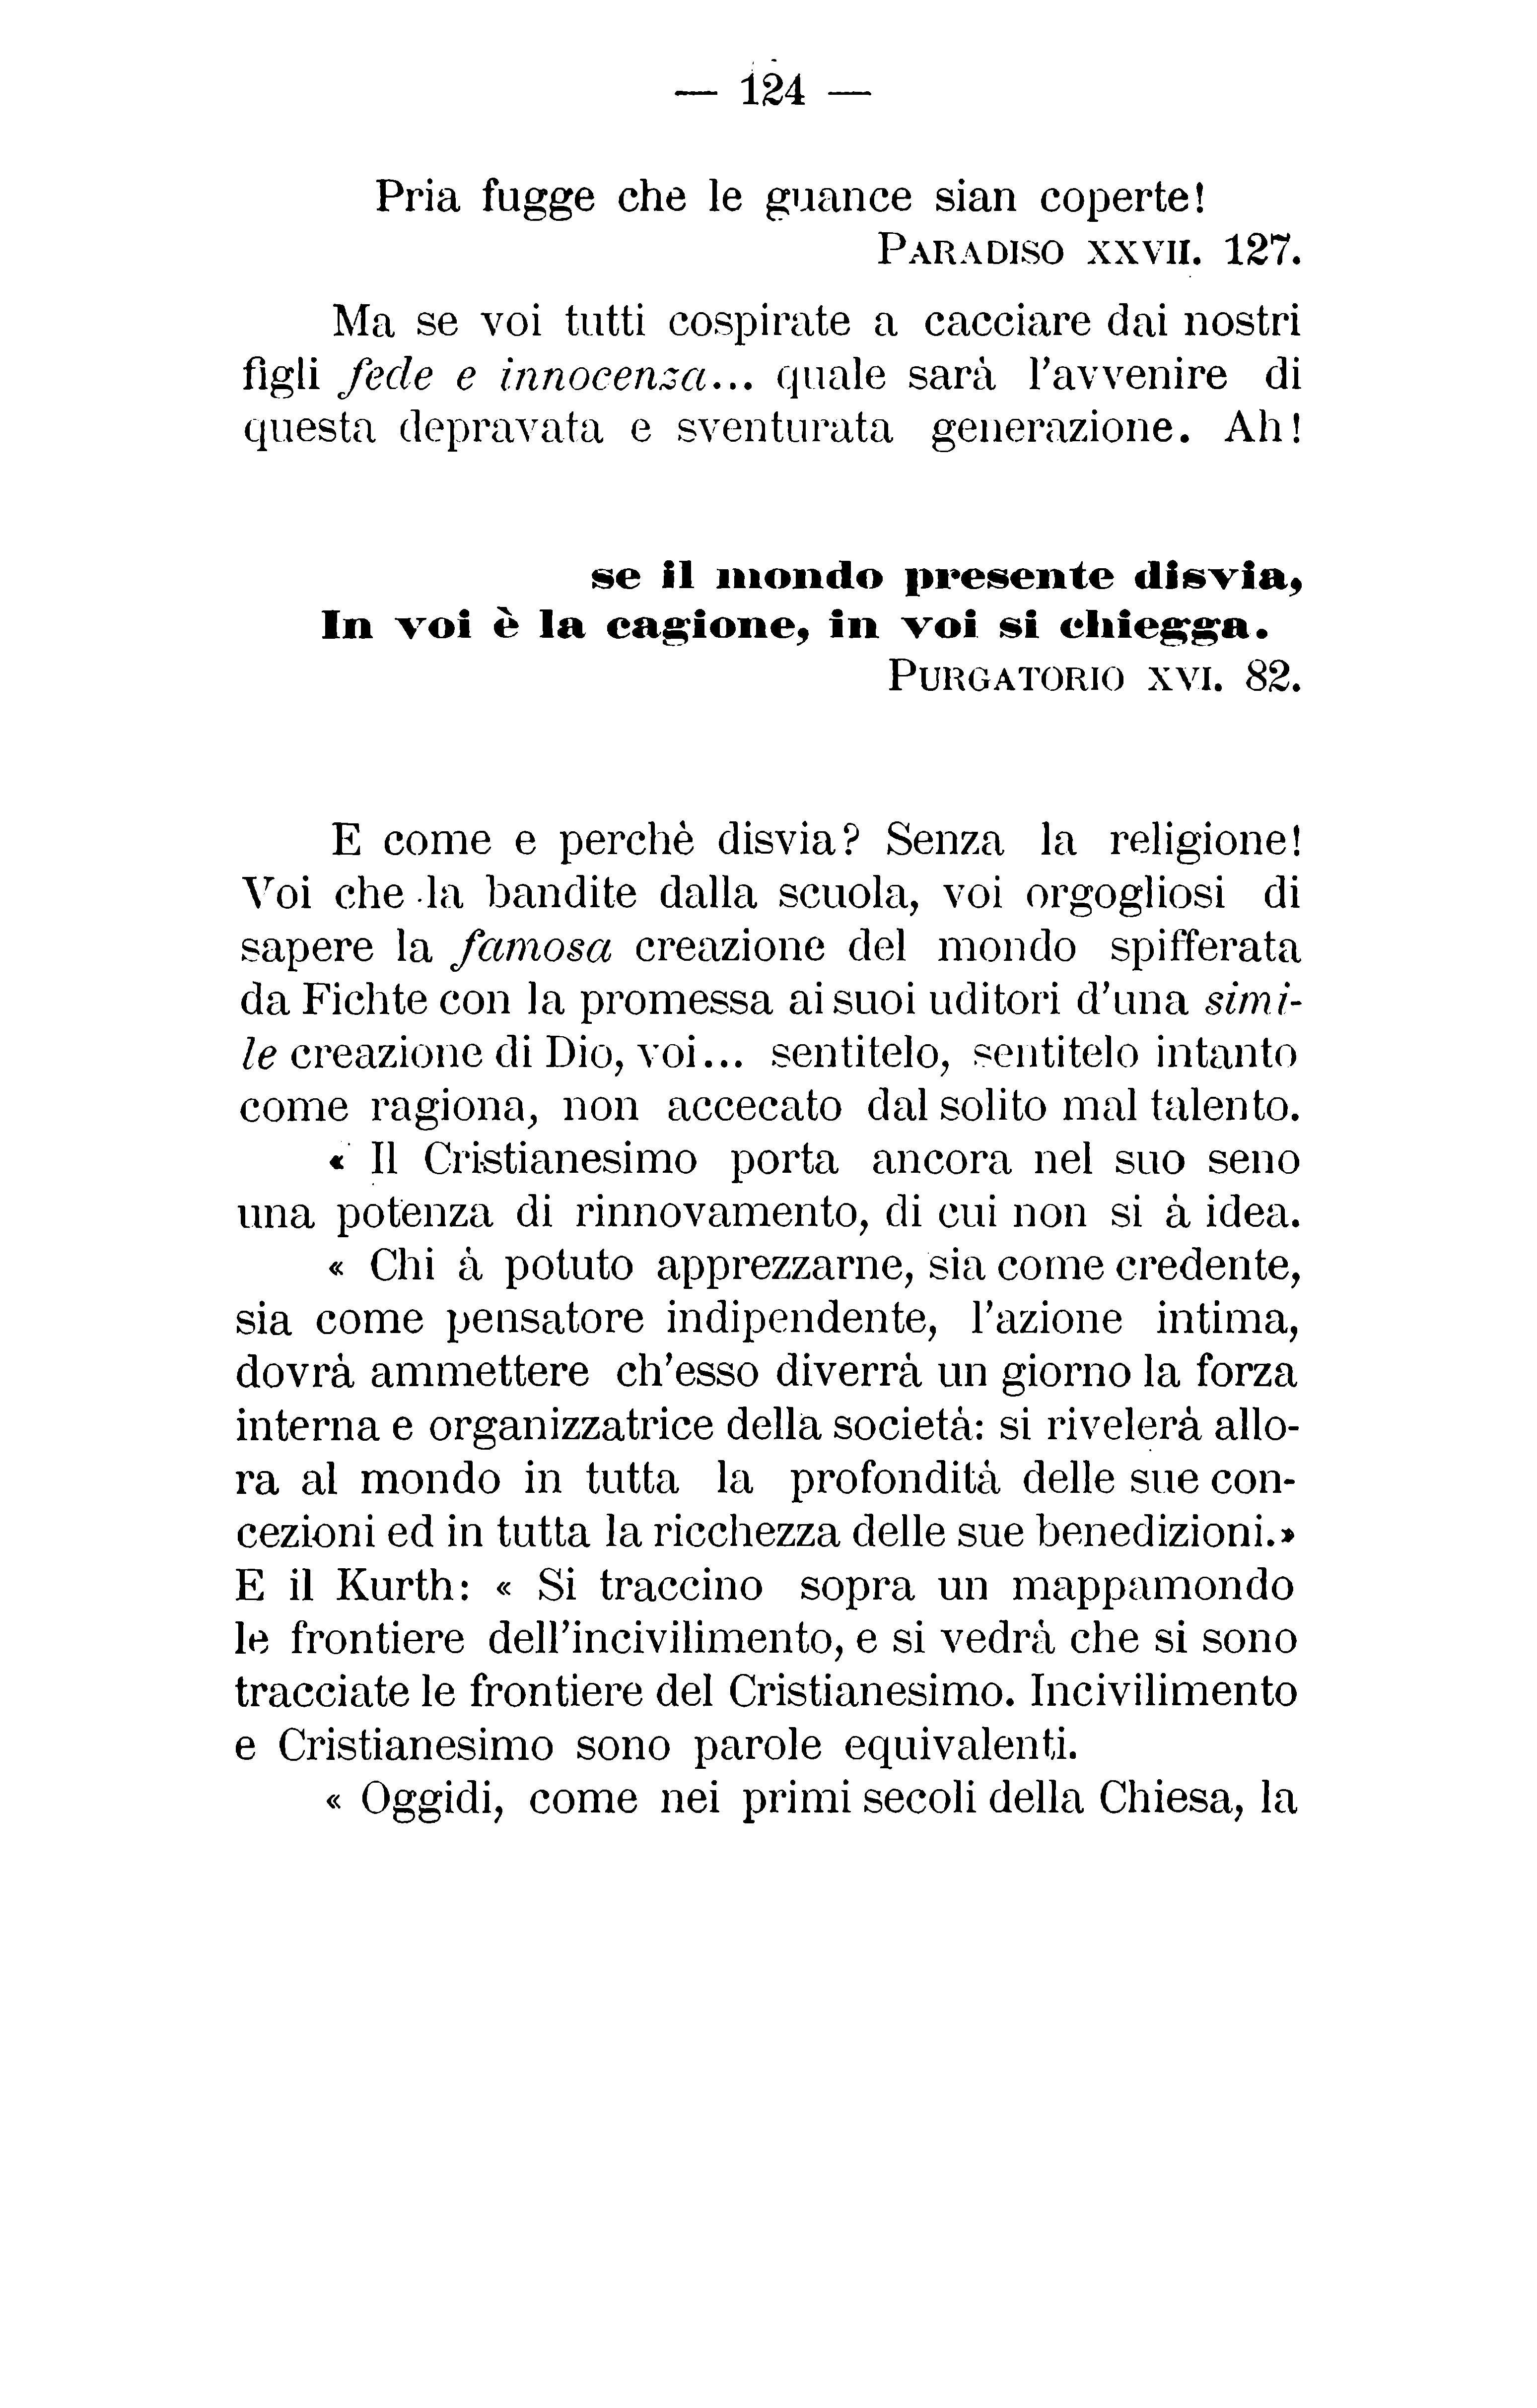 — 124 —
Pria fugge che le guance sian coperte!
PARADISO XXVII. 127.
Ma se voi tutti cospirate a cacciare dai nostri
figli fede e innocenza... quale sarà l'avvenire di
questa depravata e sventurata generazione. Ah!
se il mondo presente disvia,
In voi è la cagione, in voi si chiegga.
PURGATORIO XVI. 82.
E come e perchè disvia? Senza la religione!
Voi che la bandite dalla scuola, voi orgogliosi di
sapere la famosa creazione del mondo spifferata
da Fichte con la promessa ai suoi uditori d'una simi-
le creazione di Dio, voi... sentitelo, sentitelo intanto
come ragiona, non accecato dal solito mal talento.
« Il Cristianesimo porta ancora nel suo seno
una potenza di rinnovamento, di cui non si à idea.
« Chi à potuto apprezzarne, sia come credente,
sia come pensatore indipendente, l'azione intima,
dovrà ammettere ch'esso diverrà un giorno la forza
interna e organizzatrice della società: si rivelerà allo-
ra al mondo in tutta la profondità delle sue con-
cezioni ed in tutta la ricchezza delle sue benedizioni.»
E il Kurth: « Si traccino sopra un mappamondo
le frontiere dell'incivilimento, e si vedrà che si sono
tracciate le frontiere del Cristianesimo. Incivilimento
e Cristianesimo sono parole equivalenti.
« Oggidi, come nei primi secoli della Chiesa, la